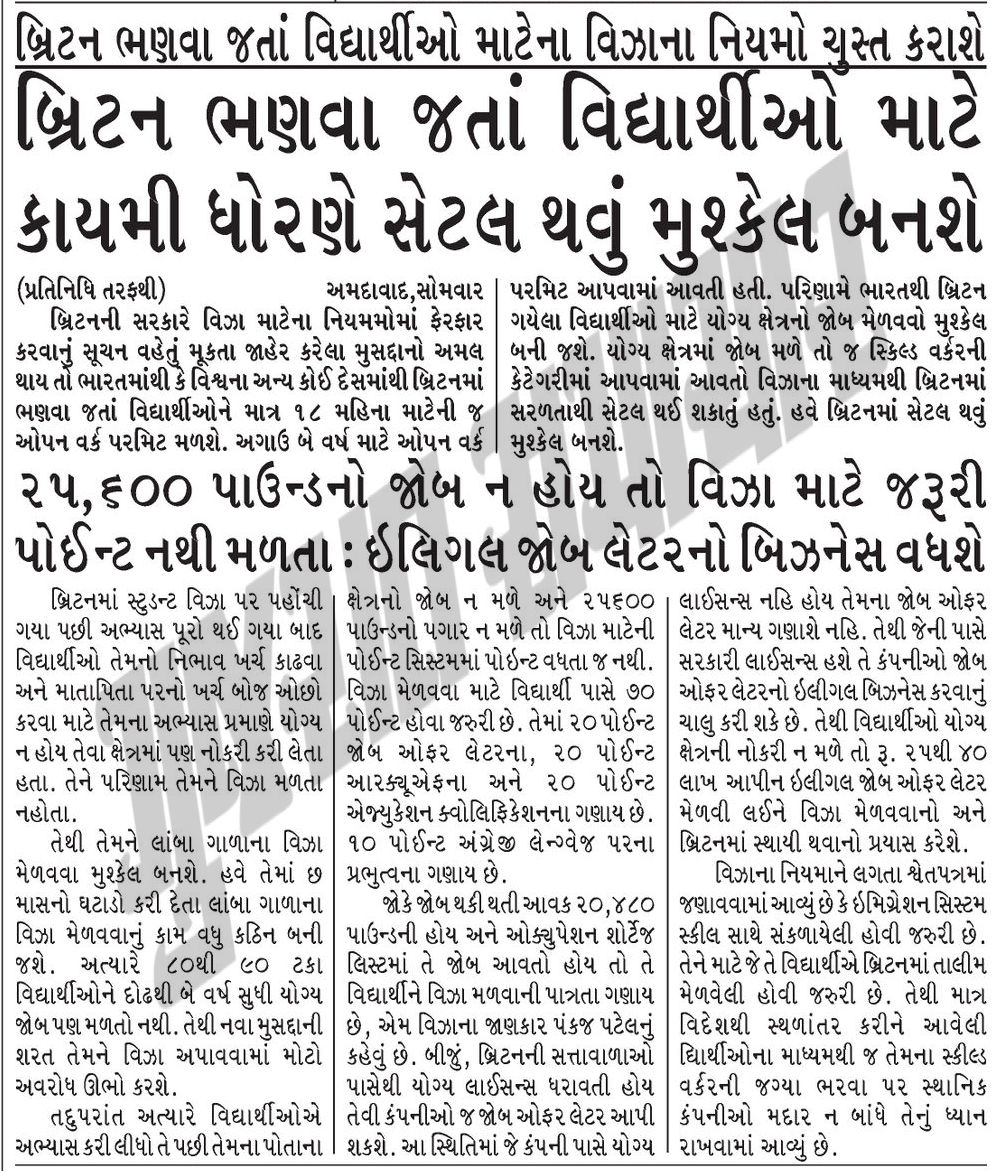 બ્રિટન ભણવા જતાં વિદ્યાર્થીઓ માટેના વિઝાના નિયમો ચુસ્ત કરાશે
બ્રિટન ભણવા જતાં વિદ્યાર્થીઓ માટે
કાયમી ધોરણે સેટલ થવું મુશ્કેલ બનશે
(પ્રતિનિધિ તરફથી) અમદાવાદ,સોમવાર
બ્રિટનની સરકારે વિઝા માટેના નિયમમોમાં ફેરફાર
કરવાનું સૂચન વહેતું મૂકતા જાહેર કરેલા મુસદ્દાનો અમલ
થાય તો ભારતમાંથી કે વિશ્વના અન્ય કોઈ દેસમાંથી બ્રિટનમાં
ભણવા જતાં વિદ્યાર્થીઓને માત્ર ૧૮ મહિના માટેની જ
ઓપન વર્ક પરમિટ મળશે. અગાઉ બે વર્ષ માટે ઓપન વર્ક
પરમિટ આપવામાં આવતી હતી. પરિણામે ભારતથી બ્રિટન
ગયેલા વિદ્યાર્થીઓ માટે યોગ્ય ક્ષેત્રનો જોબ મેળવવો મુશ્કેલ
બની જશે. યોગ્ય ક્ષેત્રમાં જોબ મળે તો જ સ્કિલ્ડ વર્કરની
કેટેગરીમાં આપવામાં આવતો વિઝાના માધ્યમથી બ્રિટનમાં
સરળતાથી સેટલ થઈ શકાતું હતું. હવે બ્રિટનમાં સેટલ થવું
મુશ્કેલ બનશે.
૨૫,૬૦૦ પાઉન્ડનો જોબ ન હોય તો વિઝા માટે જરૂરી
પોઈન્ટ નથી મળતા : ઇલિગલ જોબ લેટરનો બિઝનેસ વધશે
બ્રિટનમાં સ્ટુડન્ટ વિઝા પર પહોંચી
ગયા પછી અભ્યાસ પૂરો થઈ ગયા બાદ
વિદ્યાર્થીઓ તેમનો નિભાવ ખર્ચ કાઢવા
અને માતાપિતા પરનો ખર્ચ બોજ ઓછો
કરવા માટે તેમના અભ્યાસ પ્રમાણે યોગ્ય
ન હોય તેવા ક્ષેત્રમાં પણ નોકરી કરી લેતા
હતા. તેને પરિણામ તેમને વિઝા મળતા
નહોતા.
તેથી તેમને લાંબા ગાળાના વિઝા
મેળવવા મુશ્કેલ બનશે. હવે તેમાં છ
માસનો ઘટાડો કરી દેતા લાંબા ગાળાના
વિઝા મેળવવાનું કામ વધુ કઠિન બની
જશે. અત્યારે ૮૦થી ૯૦ ટકા
વિદ્યાર્થીઓને દોઢથી બે વર્ષ સુધી યોગ્ય
જોબ પણ મળતો નથી. તેથી નવા મુસદ્દાની
શરત તેમને વિઝા અપાવવામાં મોટો
અવરોધ ઊભો કરશે.
તદુપરાંત અત્યારે વિદ્યાર્થીઓએ
અભ્યાસ કરી લીધો તે પછી તેમના પોતાના
ક્ષેત્રનો જોબ ન મળે અને ૨૫૬૦૦
પાઉન્ડનો પગાર ન મળે તો વિઝા માટેની
પોઈન્ટ સિસ્ટમમાં પોઇન્ટ વધતા જ નથી.
વિઝા મેળવવા માટે વિદ્યાર્થી પાસે ૭૦
પોઈન્ટ હોવા જરુરી છે. તેમાં ૨૦ પોઈન્ટ
જોબ ઓફર લેટરના, ૨૦ પોઈન્ટ
આરક્યૂએફના અને ૨૦ પોઈન્ટ
એજ્યુકેશન ક્વોલિફિકેશનના ગણાય છે.
૧૦ પોઈન્ટ અંગ્રેજી લેન્ગ્વેજ પરના
પ્રભુત્વના ગણાય છે.
જોકે જોબ થકી થતી આવક ૨૦,૪૮૦
પાઉન્ડની હોય અને ઓક્યુપેશન શોર્ટેજ
લિસ્ટમાં તે જોબ આવતો હોય તો તે
વિદ્યાર્થીને વિઝા મળવાની પાત્રતા ગણાય
છે, એમ વિઝાના જાણકાર પંકજ પટેલનું
કહેવું છે. બીજું, બ્રિટનની સત્તાવાળાઓ
પાસેથી યોગ્ય લાઈસન્સ ધરાવતી હોય
તેવી કંપનીઓ જ જોબ ઓફર લેટર આપી
શકશે. આ સ્થિતિમાં જે કંપની પાસે યોગ્ય
લાઈસન્સ નહિ હોય તેમના જોબ ઓફર
લેટર માન્ય ગણાશે નહિ. તેથી જેની પાસે
સરકારી લાઈસન્સ હશે તે કંપનીઓ જોબ
ઓફર લેટરનો ઇલીગલ બિઝનેસ કરવાનું
ચાલુ કરી શકે છે. તેથી વિદ્યાર્થીઓ યોગ્ય
ક્ષેત્રની નોકરી ન મળે તો રૂ. ૨૫થી ૪૦
લાખ આપીન ઇલીગલ જોબ ઓફર લેટર
મેળવી લઈને વિઝા મેળવવાનો અને
બ્રિટનમાં સ્થાયી થવાનો પ્રયાસ કરેશે.
વિઝાના નિયમાને લગતા શ્વેતપત્રમાં
જણાવવામાં આવ્યું છે કે ઇમિગ્રેશન સિસ્ટમ
સ્કીલ સાથે સંકળાયેલી હોવી જરુરી છે.
તેને માટે જે તે વિદ્યાર્થીએ બ્રિટનમાં તાલીમ
મેળવેલી હોવી જરુરી છે. તેથી માત્ર
વિદેશથી સ્થળાંતર કરીને આવેલી
દ્યિાર્થીઓના માધ્યમથી જ તેમના સ્કીલ્ડ
વર્કરની જગ્યા ભરવા પર સ્થાનિક
કંપનીઓ મદાર ન બાંધે તેનું ધ્યાન
રાખવામાં આવ્યું છે.
ગુજરાત સમાચાર